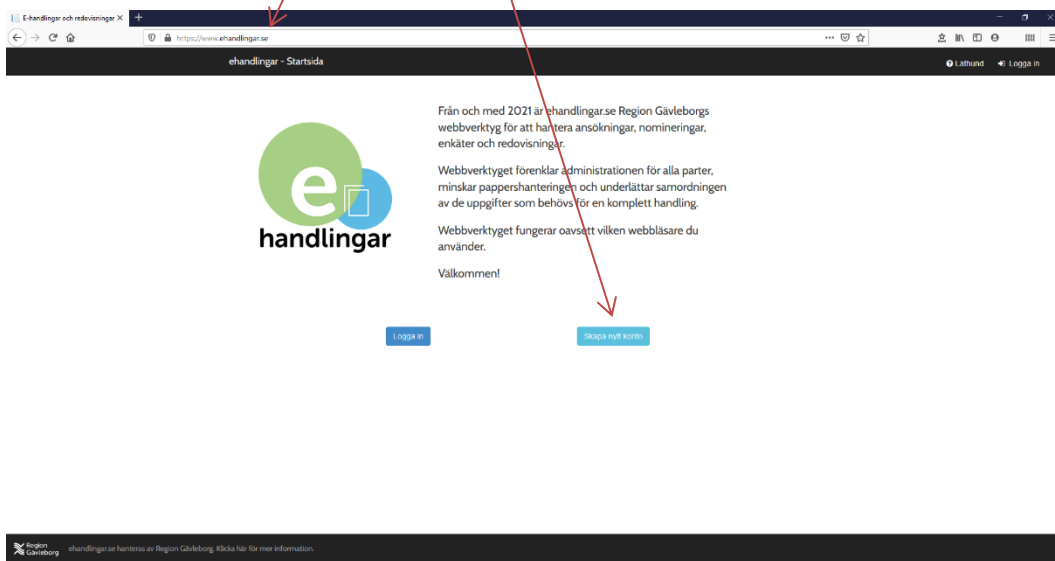 E-handlingar och redovisningar
https://www.ehandlingar.se
ehandlingar - Startsida
Lathund
Logga in
Från och med 2021 är ehandlingar.se Region Gävleborgs
webbverktyg för att hantera ansökningar, nomineringar,
enkäter och redovisningar.
Webbverktyget förenklar administrationen för alla parter,
minskar pappershanteringen och underlättar samordningen
av de uppgifter som behövs för en komplett handling.
Webbverktyget fungerar oavsett vilken webbläsare du
använder.
Välkommen!
e
handlingar
Logga in
Skapa nytt konto
Region
Gävleborg
ehandlingar.se hanteras av Region Gävleborg. Klicka här för mer information.